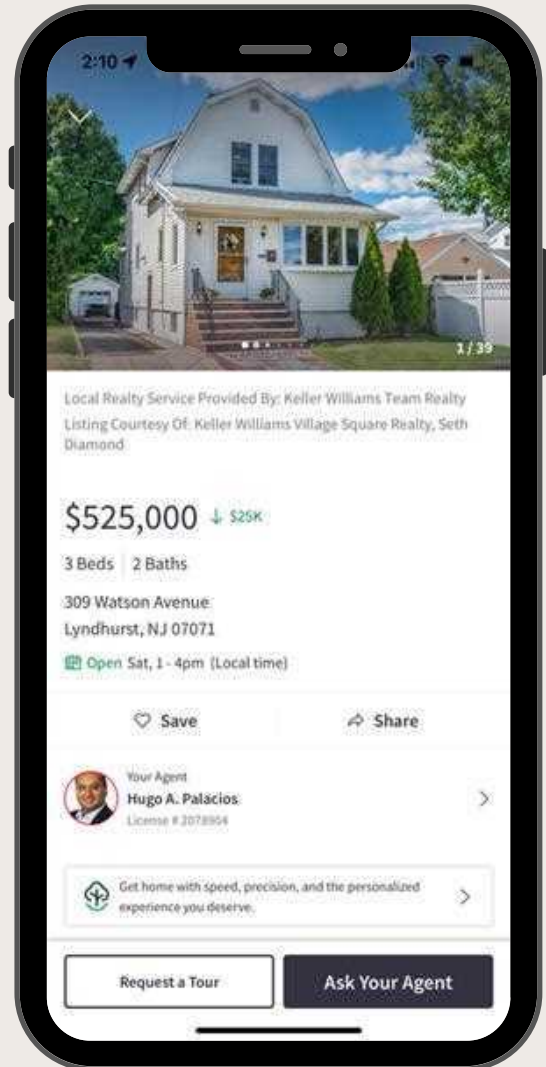 2:10
1 / 39
Local Realty Service Provided By: Keller Williams Team Realty
Listing Courtesy Of: Keller Williams Village Square Realty, Seth
Diamond
$525,000 ↓ $25K
3 Beds 2 Baths
309 Watson Avenue
Lyndhurst, NJ 07071
Open Sat, 1 - 4pm (Local time)
Save Share
Your Agent
Hugo A. Palacios
License # 2078904
Get home with speed, precision, and the personalized
experience you deserve.
Request a Tour Ask Your Agent